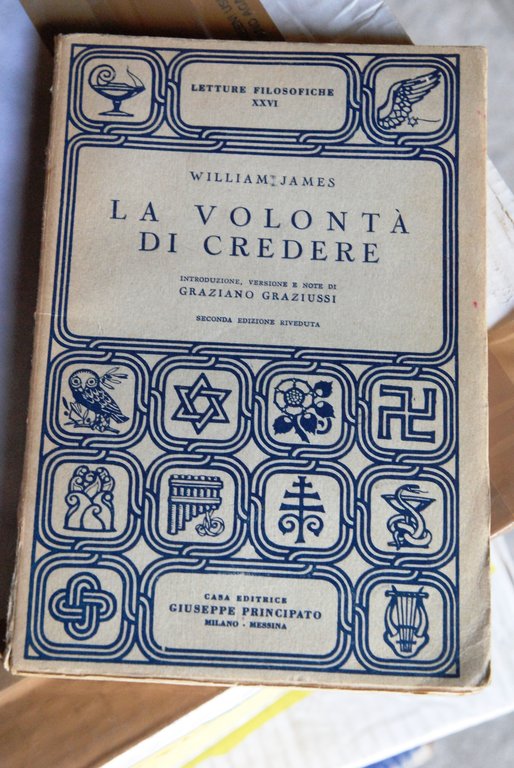 LETTURE FILOSOFICHE
XXVI
WILLIAM JAMES
LA VOLONTÀ
DI CREDERE
INTRODUZIONE, VERSIONE E NOTE DI
GRAZIANO GRAZIUSSI
SECONDA EDIZIONE RIVEDUTA
CASA EDITRICE
GIUSEPPE PRINCIPATO
MILANO - MESSINA